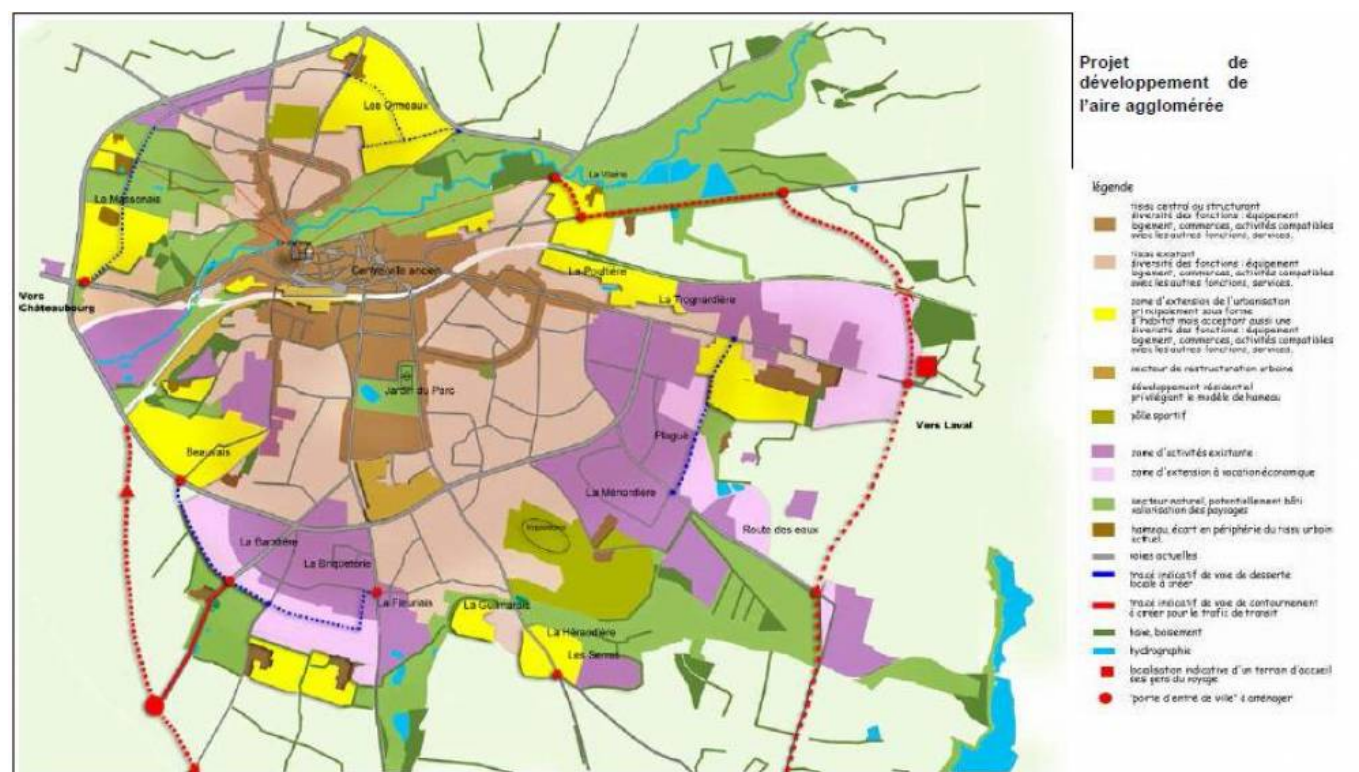 Projet de
développement de
l'aire agglomérée
légende
tissu central ou structurant
diversité des fonctions : équipement
logement, commerces, activités compatibles
avec les autres fonctions, services.
tissu existant
diversité des fonctions : équipement
logement, commerces, activités compatibles
avec les autres fonctions, services.
zone d'extension de l'urbanisation
principalement sous forme
d'habitat mais acceptant aussi une
diversité des fonctions : équipement
logement, commerces, activités compatibles
avec les autres fonctions, services.
secteur de restructuration urbaine
développement résidentiel
privilégiant le modèle de hameau
pôle sportif
zone d'activités existante
zone d'extension à vocation économique
secteur naturel, potentiellement bâti
valorisation des paysages
hameau, écart en périphérie du tissu urbain
actuel.
voies actuelles
tracé indicatif de voie de desserte
locale à créer
tracé indicatif de voie de contournement
à créer pour le trafic de transit
haie, boisement
hydrographie
localisation indicative d'un terrain d'accueil
des gens du voyage
"porte d'entré de ville" à aménager
Les Ormeaux
La Massonais
La Vilaine
Centre ville ancien
La Poultière
La Trognardière
Vers
Châteaubourg
Jardin du Parc
Vers Laval
Beauvais
Plagué
La Ménardière
Route des eaux
La Baratière
La Briqueterie
La Fleuriais
La Guilmarais
La Hérandière
Les Serres